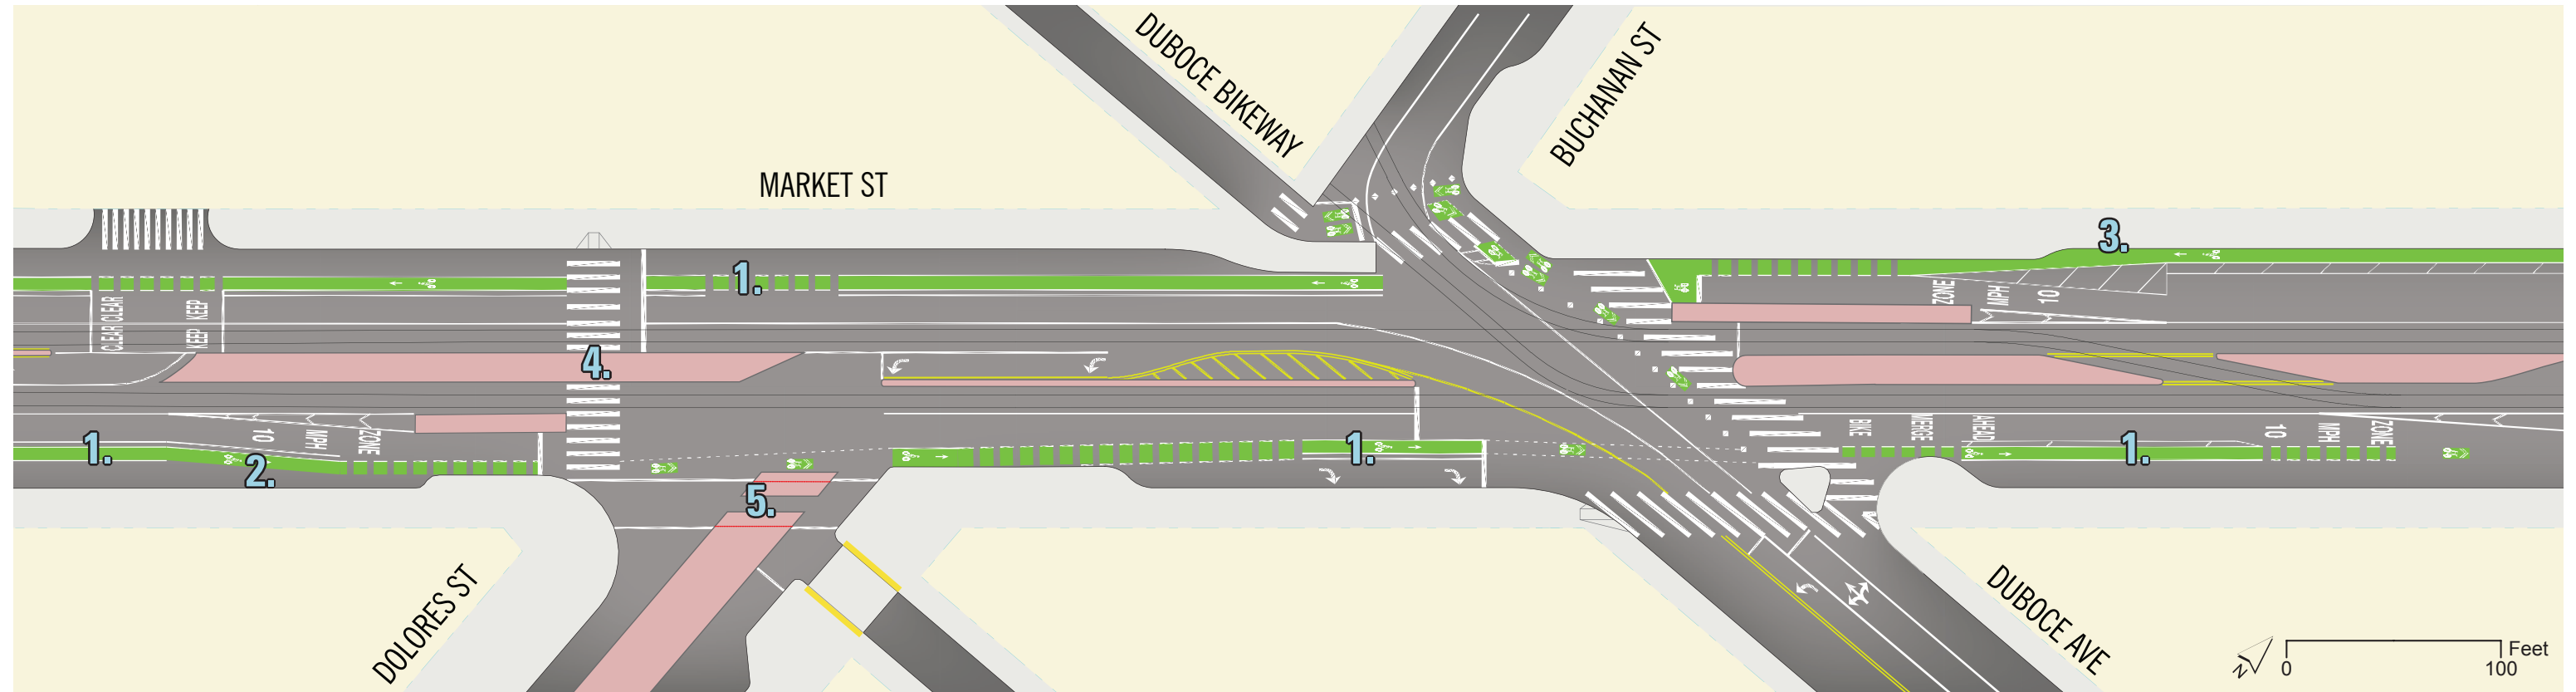 DUBOCE BIKEWAY
BUCHANAN ST
MARKET ST
3.
1.
CLEAR CLEAR
KEEP KEEP
ZONE
MPH
10
4.
1.
10
MPH
ZONE
2.
1.
BIKE
MERGE
AHEAD
1.
10
MPH
ZONE
5.
DOLORES ST
DUBOCE AVE
N
Feet
0
100